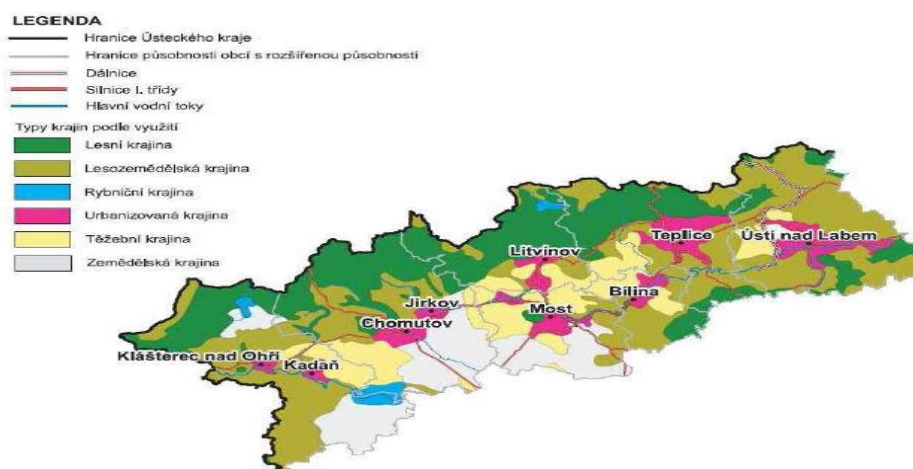 LEGENDA
Hranice Ústeckého kraje
Hranice působnosti obcí s rozšířenou působností
Dálnice
Silnice I. třídy
Hlavní vodní toky
Typy krajin podle využití
Lesní krajina
Lesozemědělská krajina
Rybniční krajina
Urbanizovaná krajina
Těžební krajina
Zemědělská krajina
Teplice
Ústí nad Labem
Litvínov
Bílina
Jirkov
Most
Chomutov
Klášterec nad Ohří
Kadaň